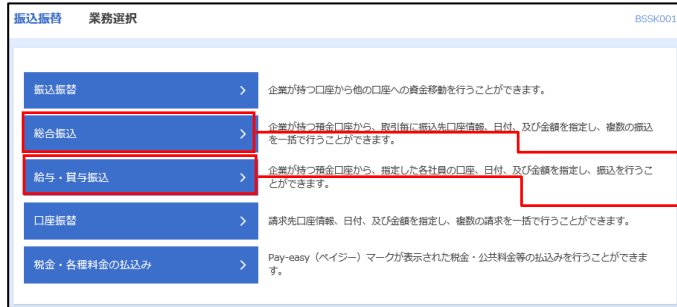 振込振替 業務選択 BSSK001
振込振替 企業が持つ口座から他の口座への資金移動を行うことができます。
総合振込 企業が持つ預金口座から、取引毎に振込先口座情報、日付、及び金額を指定し、複数の振込
を一括で行うことができます。
給与・賞与振込 企業が持つ預金口座から、指定した各社員の口座、日付、及び金額を指定し、振込を行うこ
とができます。
口座振替 請求先口座情報、日付、及び金額を指定し、複数の請求を一括で行うことができます。
税金・各種料金の払込み Pay-easy（ペイジー）マークが表示された税金・公共料金等の払込みを行うことができま
す。